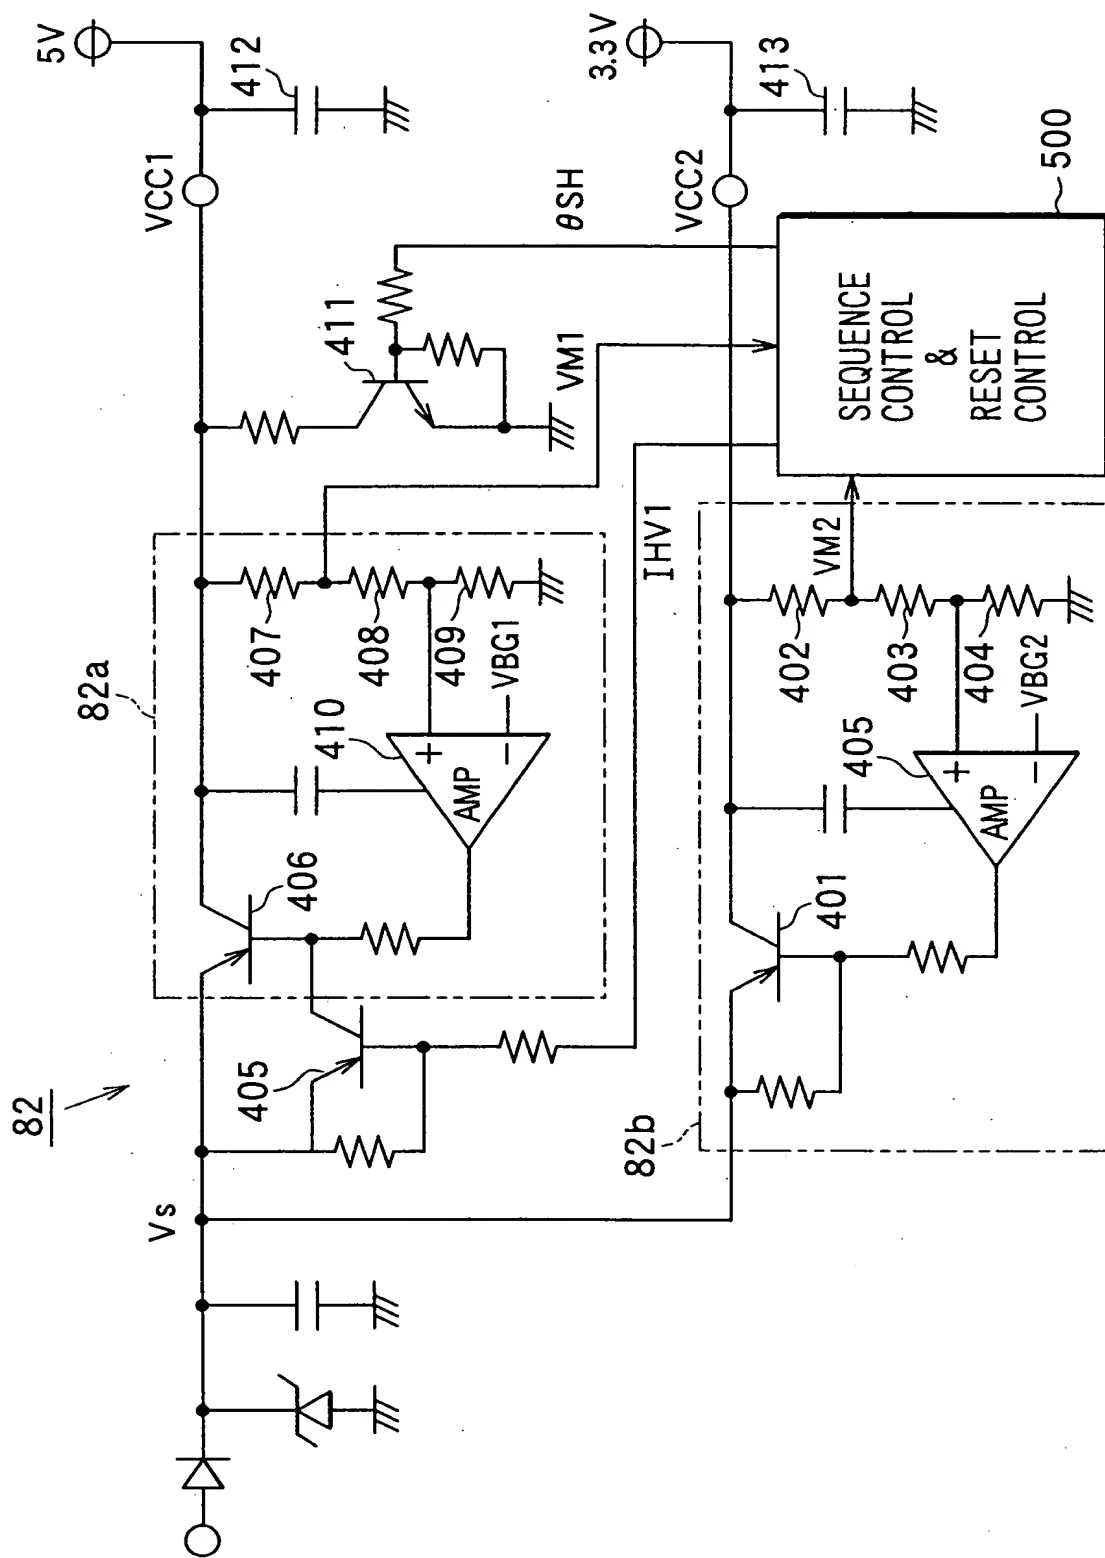 82
Vs
82a
VCC1
5V
412
406
410
407
408
409
411
AMP
+
−
VBG1
VM1
θSH
405
IHV1
82b
VCC2
3.3V
413
401
405
402
403
404
VM2
AMP
+
−
VBG2
SEQUENCE
CONTROL
&
RESET
CONTROL
500